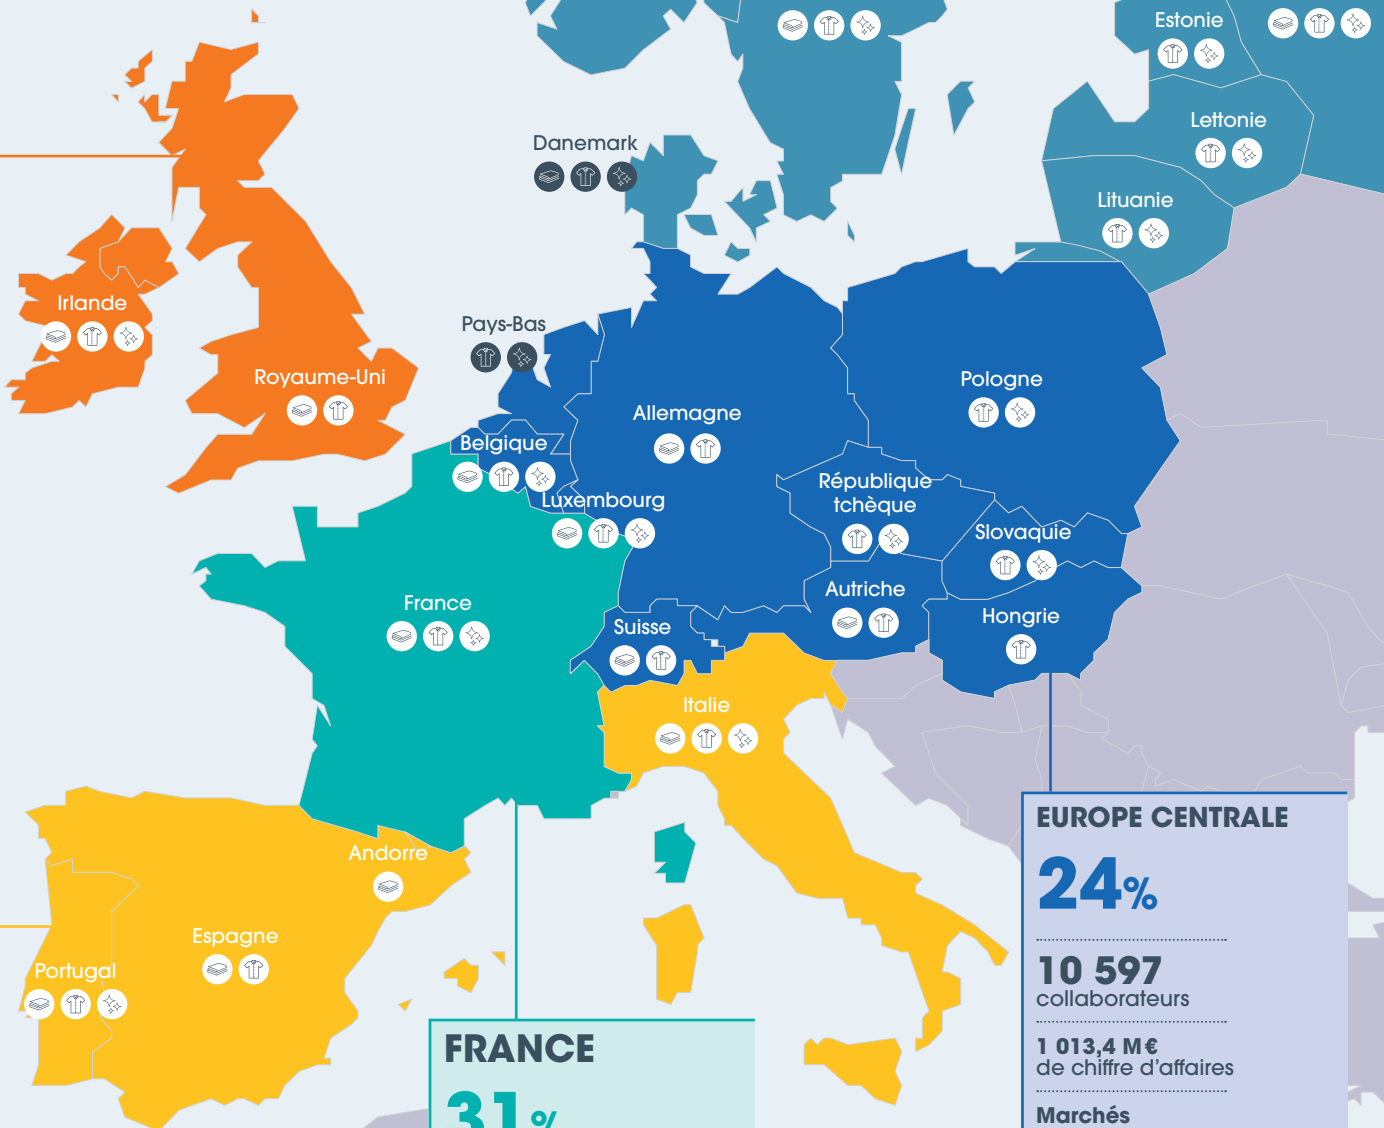 Estonie
Lettonie
Danemark
Lituanie
Irlande
Pays-Bas
Royaume-Uni
Pologne
Allemagne
Belgique
République
tchèque
Luxembourg
Slovaquie
Autriche
France
Hongrie
Suisse
Italie
Andorre
Espagne
Portugal
EUROPE CENTRALE
24%
10 597
collaborateurs
1 013,4 M€
de chiffre d'affaires
Marchés
FRANCE
31%